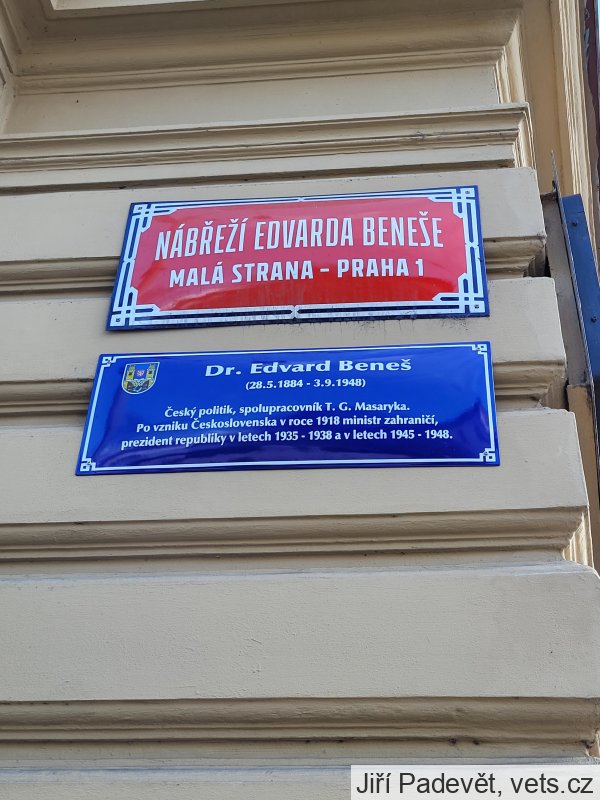 NÁBŘEŽÍ EDVARDA BENEŠE
MALÁ STRANA - PRAHA 1
Dr. Edvard Beneš
(28.5.1884 - 3.9.1948)
Český politik, spolupracovník T. G. Masaryka.
Po vzniku Československa v roce 1918 ministr zahraničí,
prezident republiky v letech 1935 - 1938 a v letech 1945 - 1948.
Jiří Padevět, vets.cz